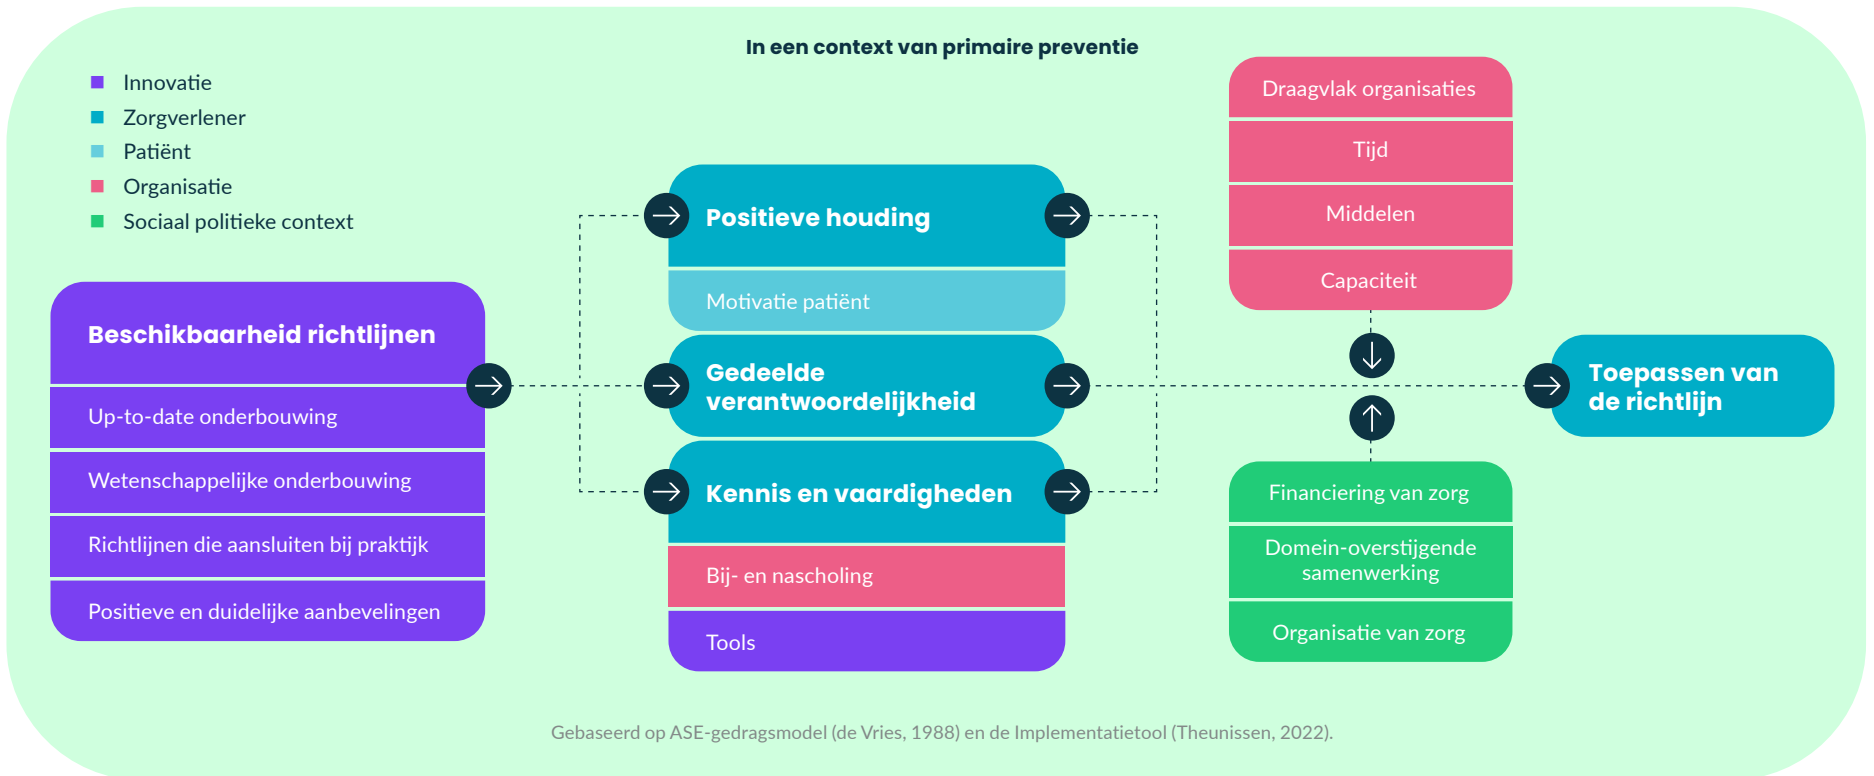 In een context van primaire preventie
Innovatie
Zorgverlener
Patiënt
Organisatie
Sociaal politieke context
Beschikbaarheid richtlijnen
Up-to-date onderbouwing
Wetenschappelijke onderbouwing
Richtlijnen die aansluiten bij praktijk
Positieve en duidelijke aanbevelingen
Positieve houding
Motivatie patiënt
Gedeelde
verantwoordelijkheid
Kennis en vaardigheden
Bij- en nascholing
Tools
Draagvlak organisaties
Tijd
Middelen
Capaciteit
Financiering van zorg
Domein-overstijgende
samenwerking
Organisatie van zorg
Toepassen van
de richtlijn
Gebaseerd op ASE-gedragsmodel (de Vries, 1988) en de Implementatietool (Theunissen, 2022).